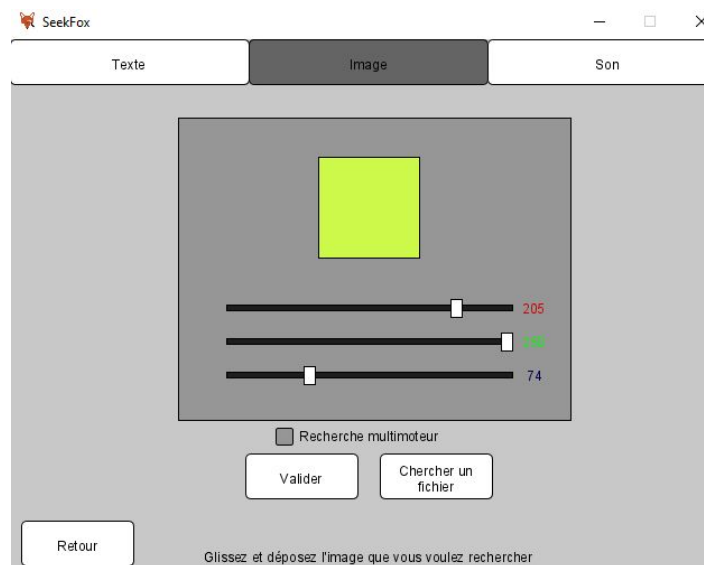 SeekFox
Texte
Image
Son
205
74
Recherche multimoteur
Valider
Chercher un
fichier
Retour
Glissez et déposez l'image que vous voulez rechercher